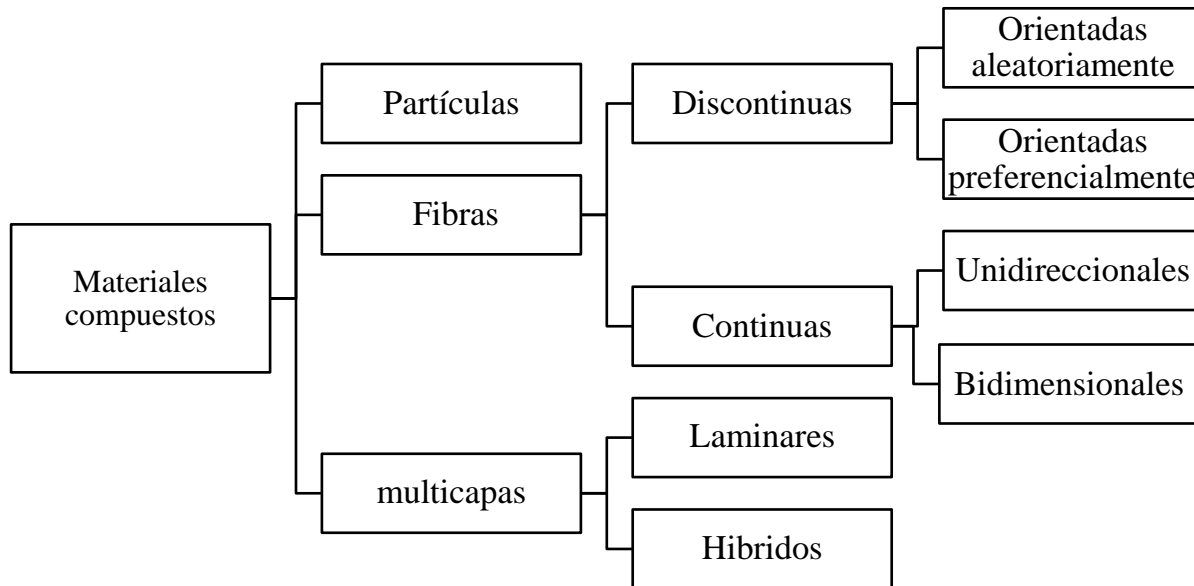 Materiales
compuestos
Partículas
Fibras
multicapas
Discontinuas
Continuas
Laminares
Hibridos
Orientadas
aleatoriamente
Orientadas
preferencialmente
Unidireccionales
Bidimensionales